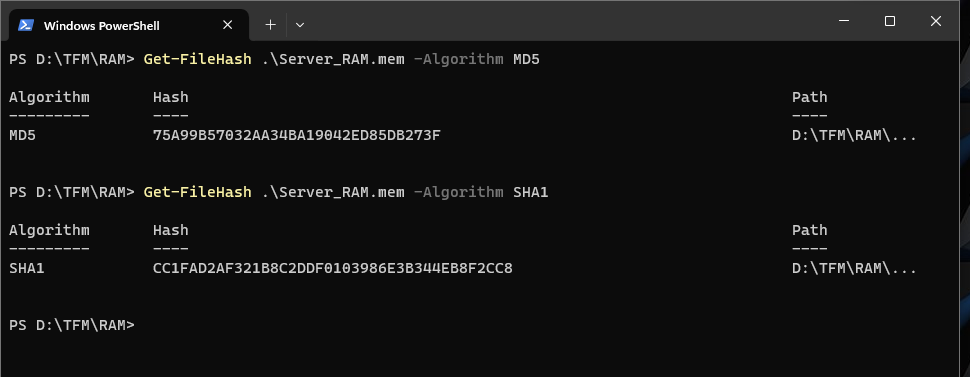 Windows PowerShell
PS D:\TFM\RAM> Get-FileHash .\Server_RAM.mem -Algorithm MD5
Algorithm Hash Path
--------- ---- ----
MD5 75A99B57032AA34BA19042ED85DB273F D:\TFM\RAM\...
PS D:\TFM\RAM> Get-FileHash .\Server_RAM.mem -Algorithm SHA1
Algorithm Hash Path
--------- ---- ----
SHA1 CC1FAD2AF321B8C2DDF0103986E3B344EB8F2CC8 D:\TFM\RAM\...
PS D:\TFM\RAM>